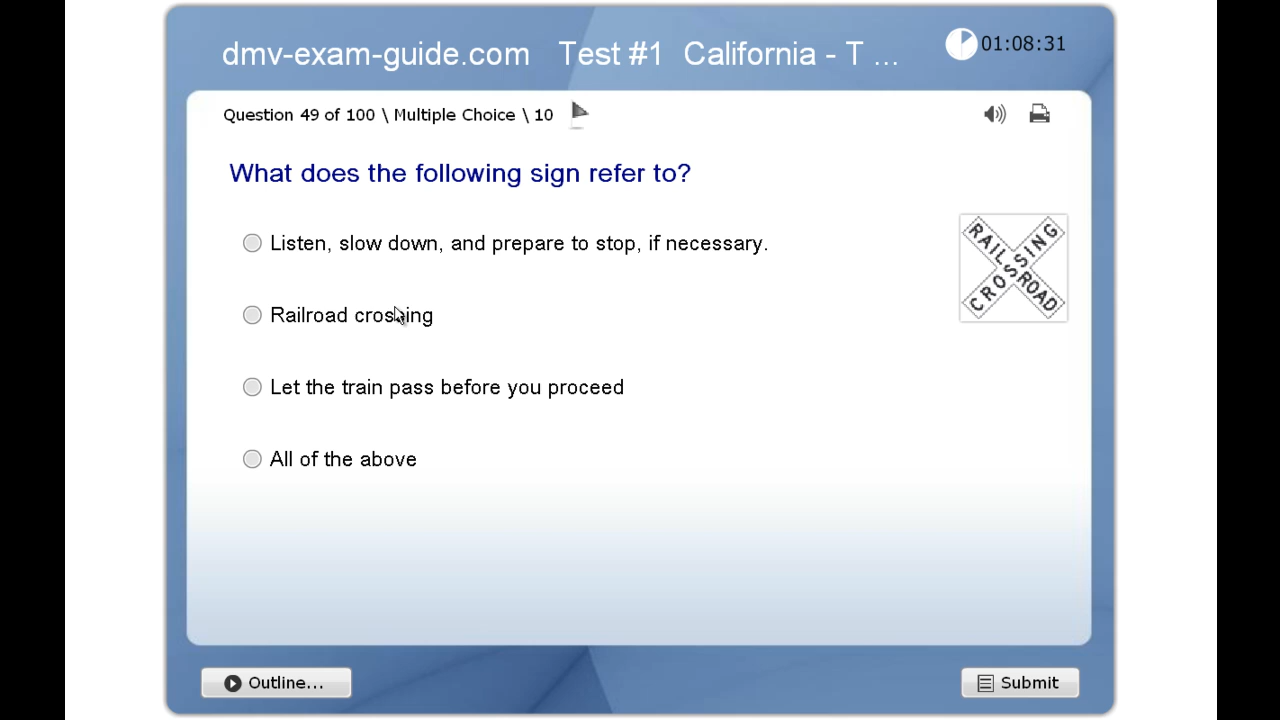 dmv-exam-guide.com Test #1 California - T ...
01:08:31
Question 49 of 100 \ Multiple Choice \ 10
What does the following sign refer to?
Listen, slow down, and prepare to stop, if necessary.
Railroad crossing
Let the train pass before you proceed
All of the above
RAILROAD
CROSSING
Outline...
Submit